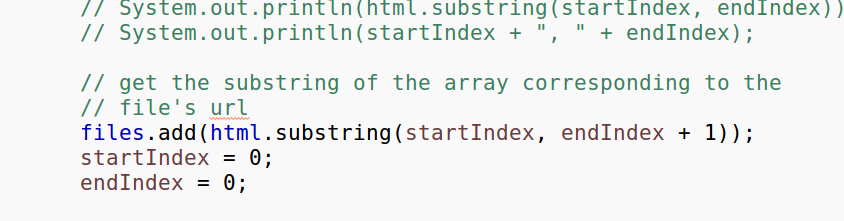 // System.out.println(html.substring(startIndex, endIndex))
// System.out.println(startIndex + ", " + endIndex);
// get the substring of the array corresponding to the
// file's url
files.add(html.substring(startIndex, endIndex + 1));
startIndex = 0;
endIndex = 0;